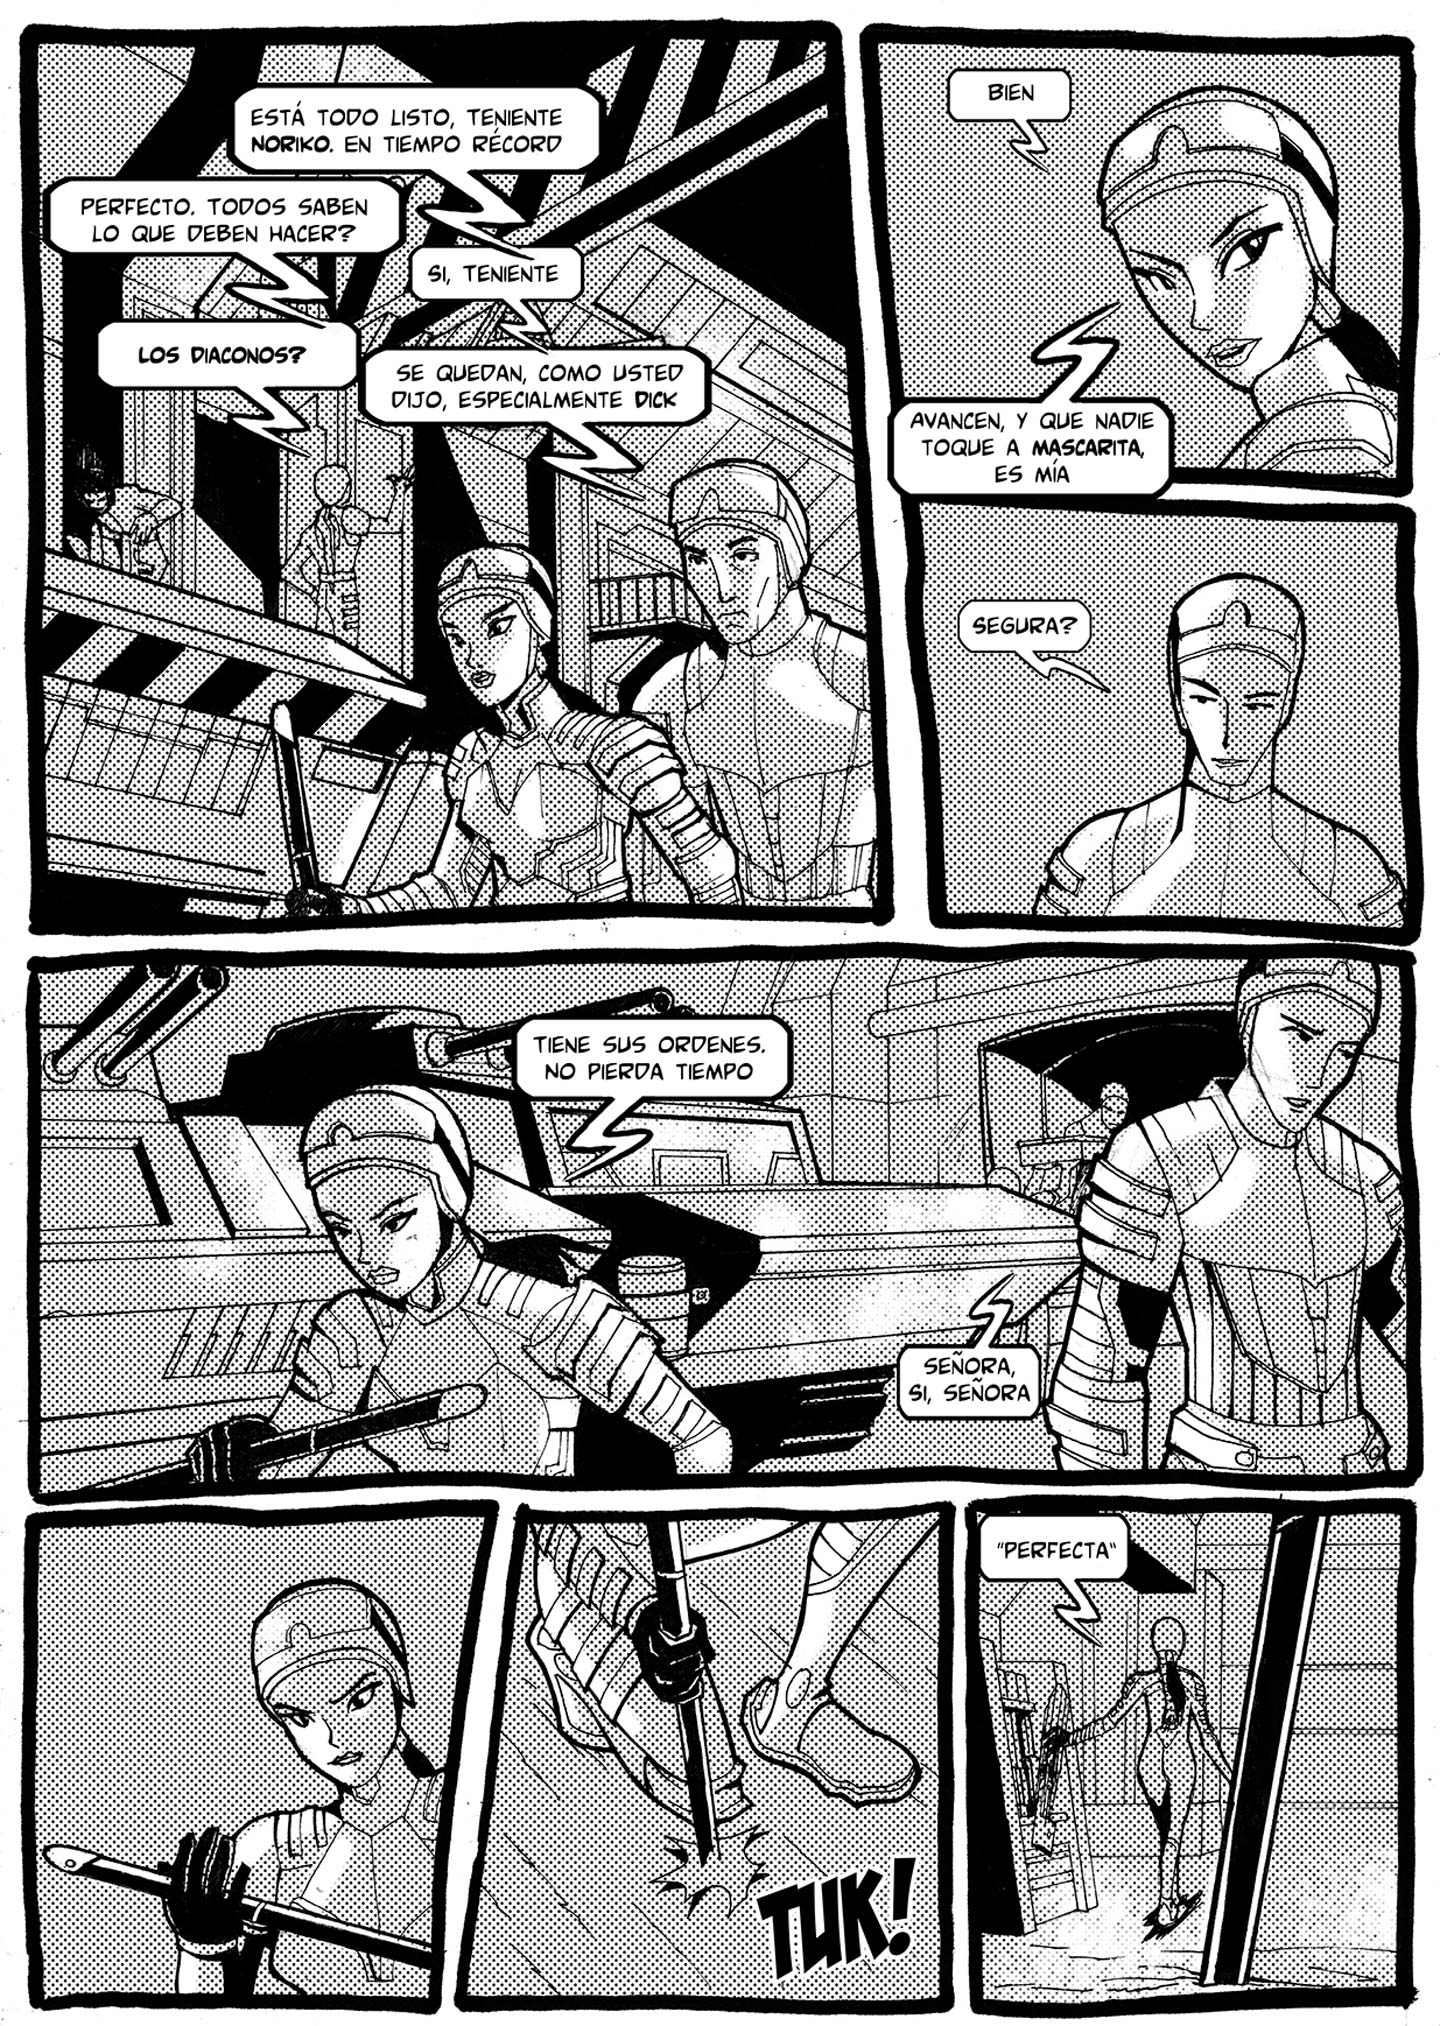 ESTÁ TODO LISTO, TENIENTE
NORIKO. EN TIEMPO RÉCORD
PERFECTO. TODOS SABEN
LO QUE DEBEN HACER?
SI, TENIENTE
LOS DIACONOS?
SE QUEDAN, COMO USTED
DIJO, ESPECIALMENTE DICK
BIEN
AVANCEN, Y QUE NADIE
TOQUE A MASCARITA,
ES MÍA
SEGURA?
TIENE SUS ORDENES.
NO PIERDA TIEMPO
SEÑORA,
SI, SEÑORA
TUK!
"PERFECTA"